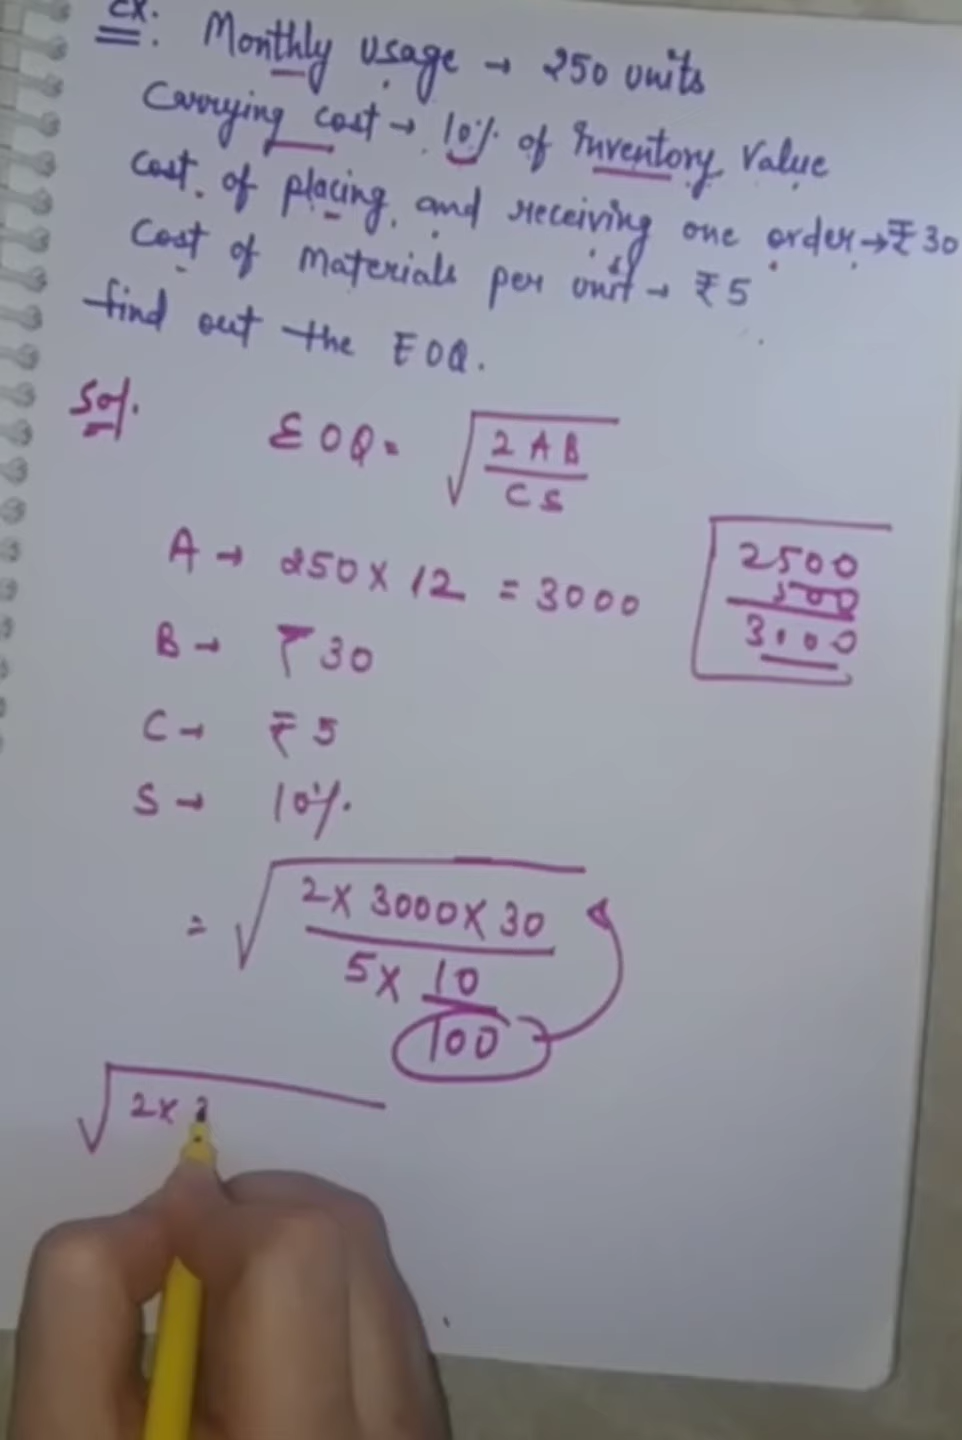 Ex:
Monthly usage → 250 units
Carrying cost → 10% of Inventory Value
Cost of placing and receiving one order → ₹30
Cost of materials per unit → ₹5
find out the EOQ.
Sol.
EOQ = √ 2AB
CS
A → 250 × 12 = 3000
2500
500
3000
B → ₹30
C → ₹5
S → 10%
= √ 2 × 3000 × 30
5 × 10
100
√ 2 ×